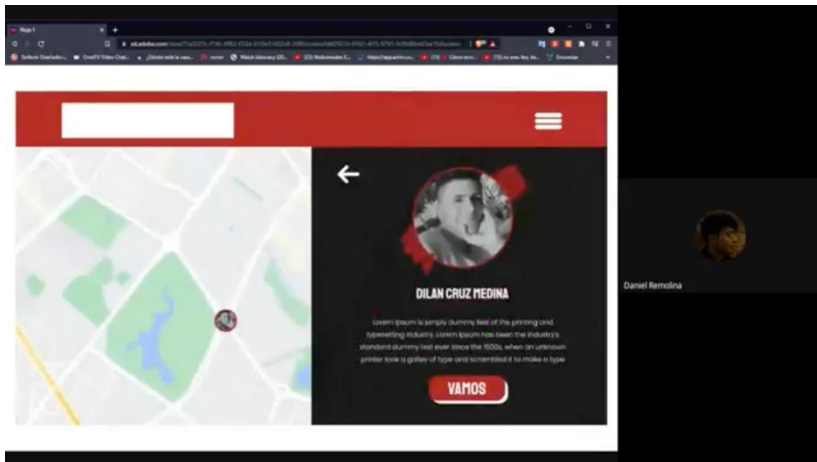 Hoja 1
DILAN CRUZ MEDINA
Lorem Ipsum is simply dummy text of the printing and
typesetting industry. Lorem Ipsum has been the industry's
standard dummy text ever since the 1500s, when an unknown
printer took a galley of type and scrambled it to make a type
VAMOS
Daniel Remolina